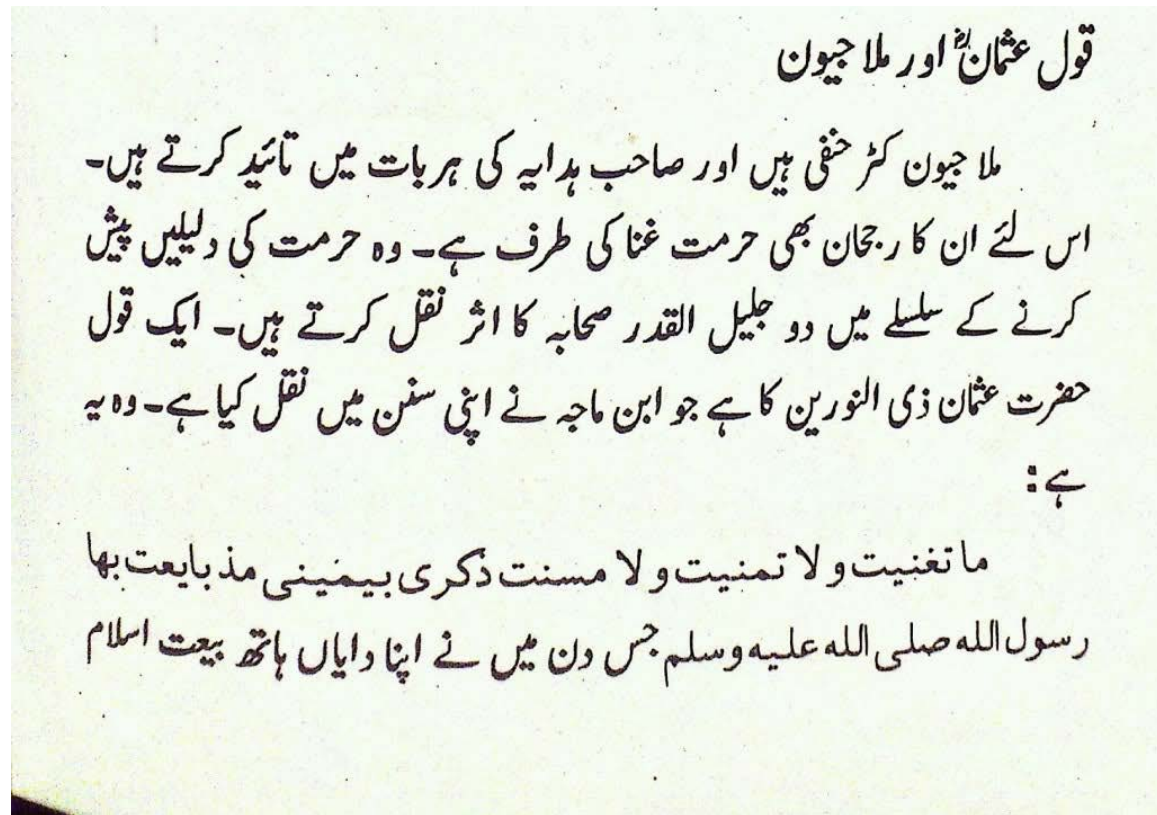 قول عثمانؓ اور ملا جیون
ملا جیون کٹر حنفی ہیں اور صاحب ہدایہ کی ہر بات میں تائید کرتے ہیں۔
اس لئے ان کا رجحان بھی حرمت غنا کی طرف ہے۔ وہ حرمت کی دلیلیں پیش
کرنے کے سلسلے میں دو جلیل القدر صحابہ کا اثر نقل کرتے ہیں۔ ایک قول
حضرت عثمان ذی النورین کا ہے جو ابن ماجہ نے اپنی سنن میں نقل کیا ہے۔ وہ یہ
ہے:
ما تغنیت و لا تمنیت و لا مسنت ذکری بیمینی مذ بایعت بها
رسول الله صلی الله علیه وسلم جس دن میں نے اپنا دایاں ہاتھ بیعت اسلام